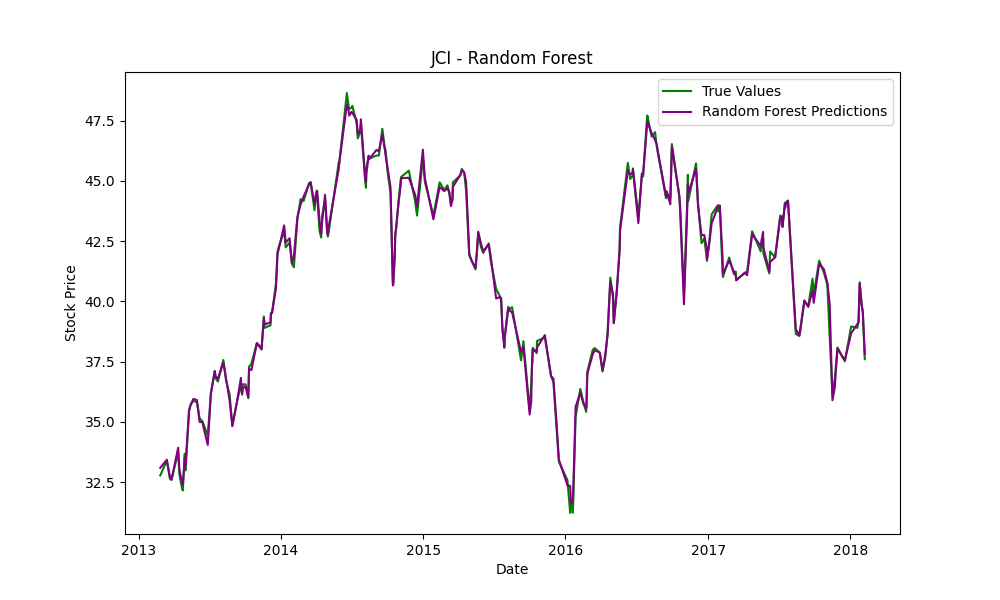 JCI - Random Forest
True Values
Random Forest Predictions
Stock Price
47.5
45.0
42.5
40.0
37.5
35.0
32.5
2013 2014 2015 2016 2017 2018
Date